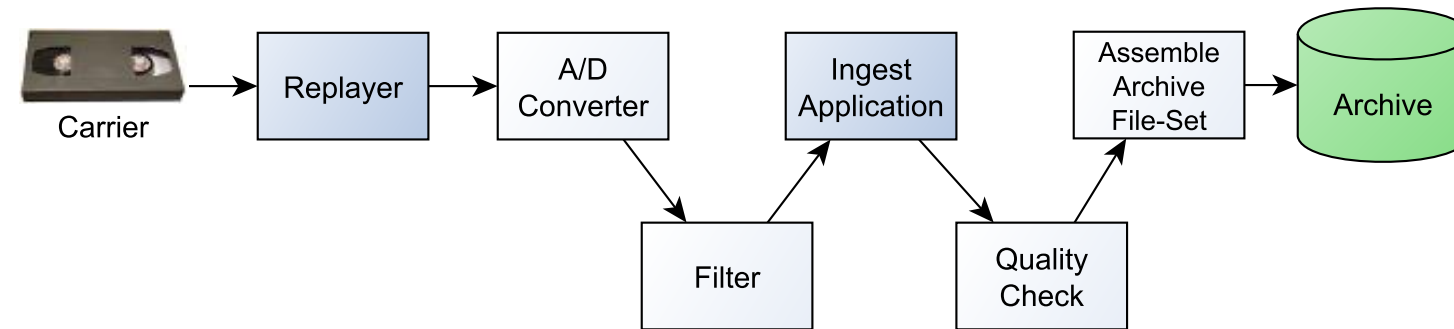 Carrier
Replayer
A/D
Converter
Filter
Ingest
Application
Quality
Check
Assemble
Archive
File-Set
Archive